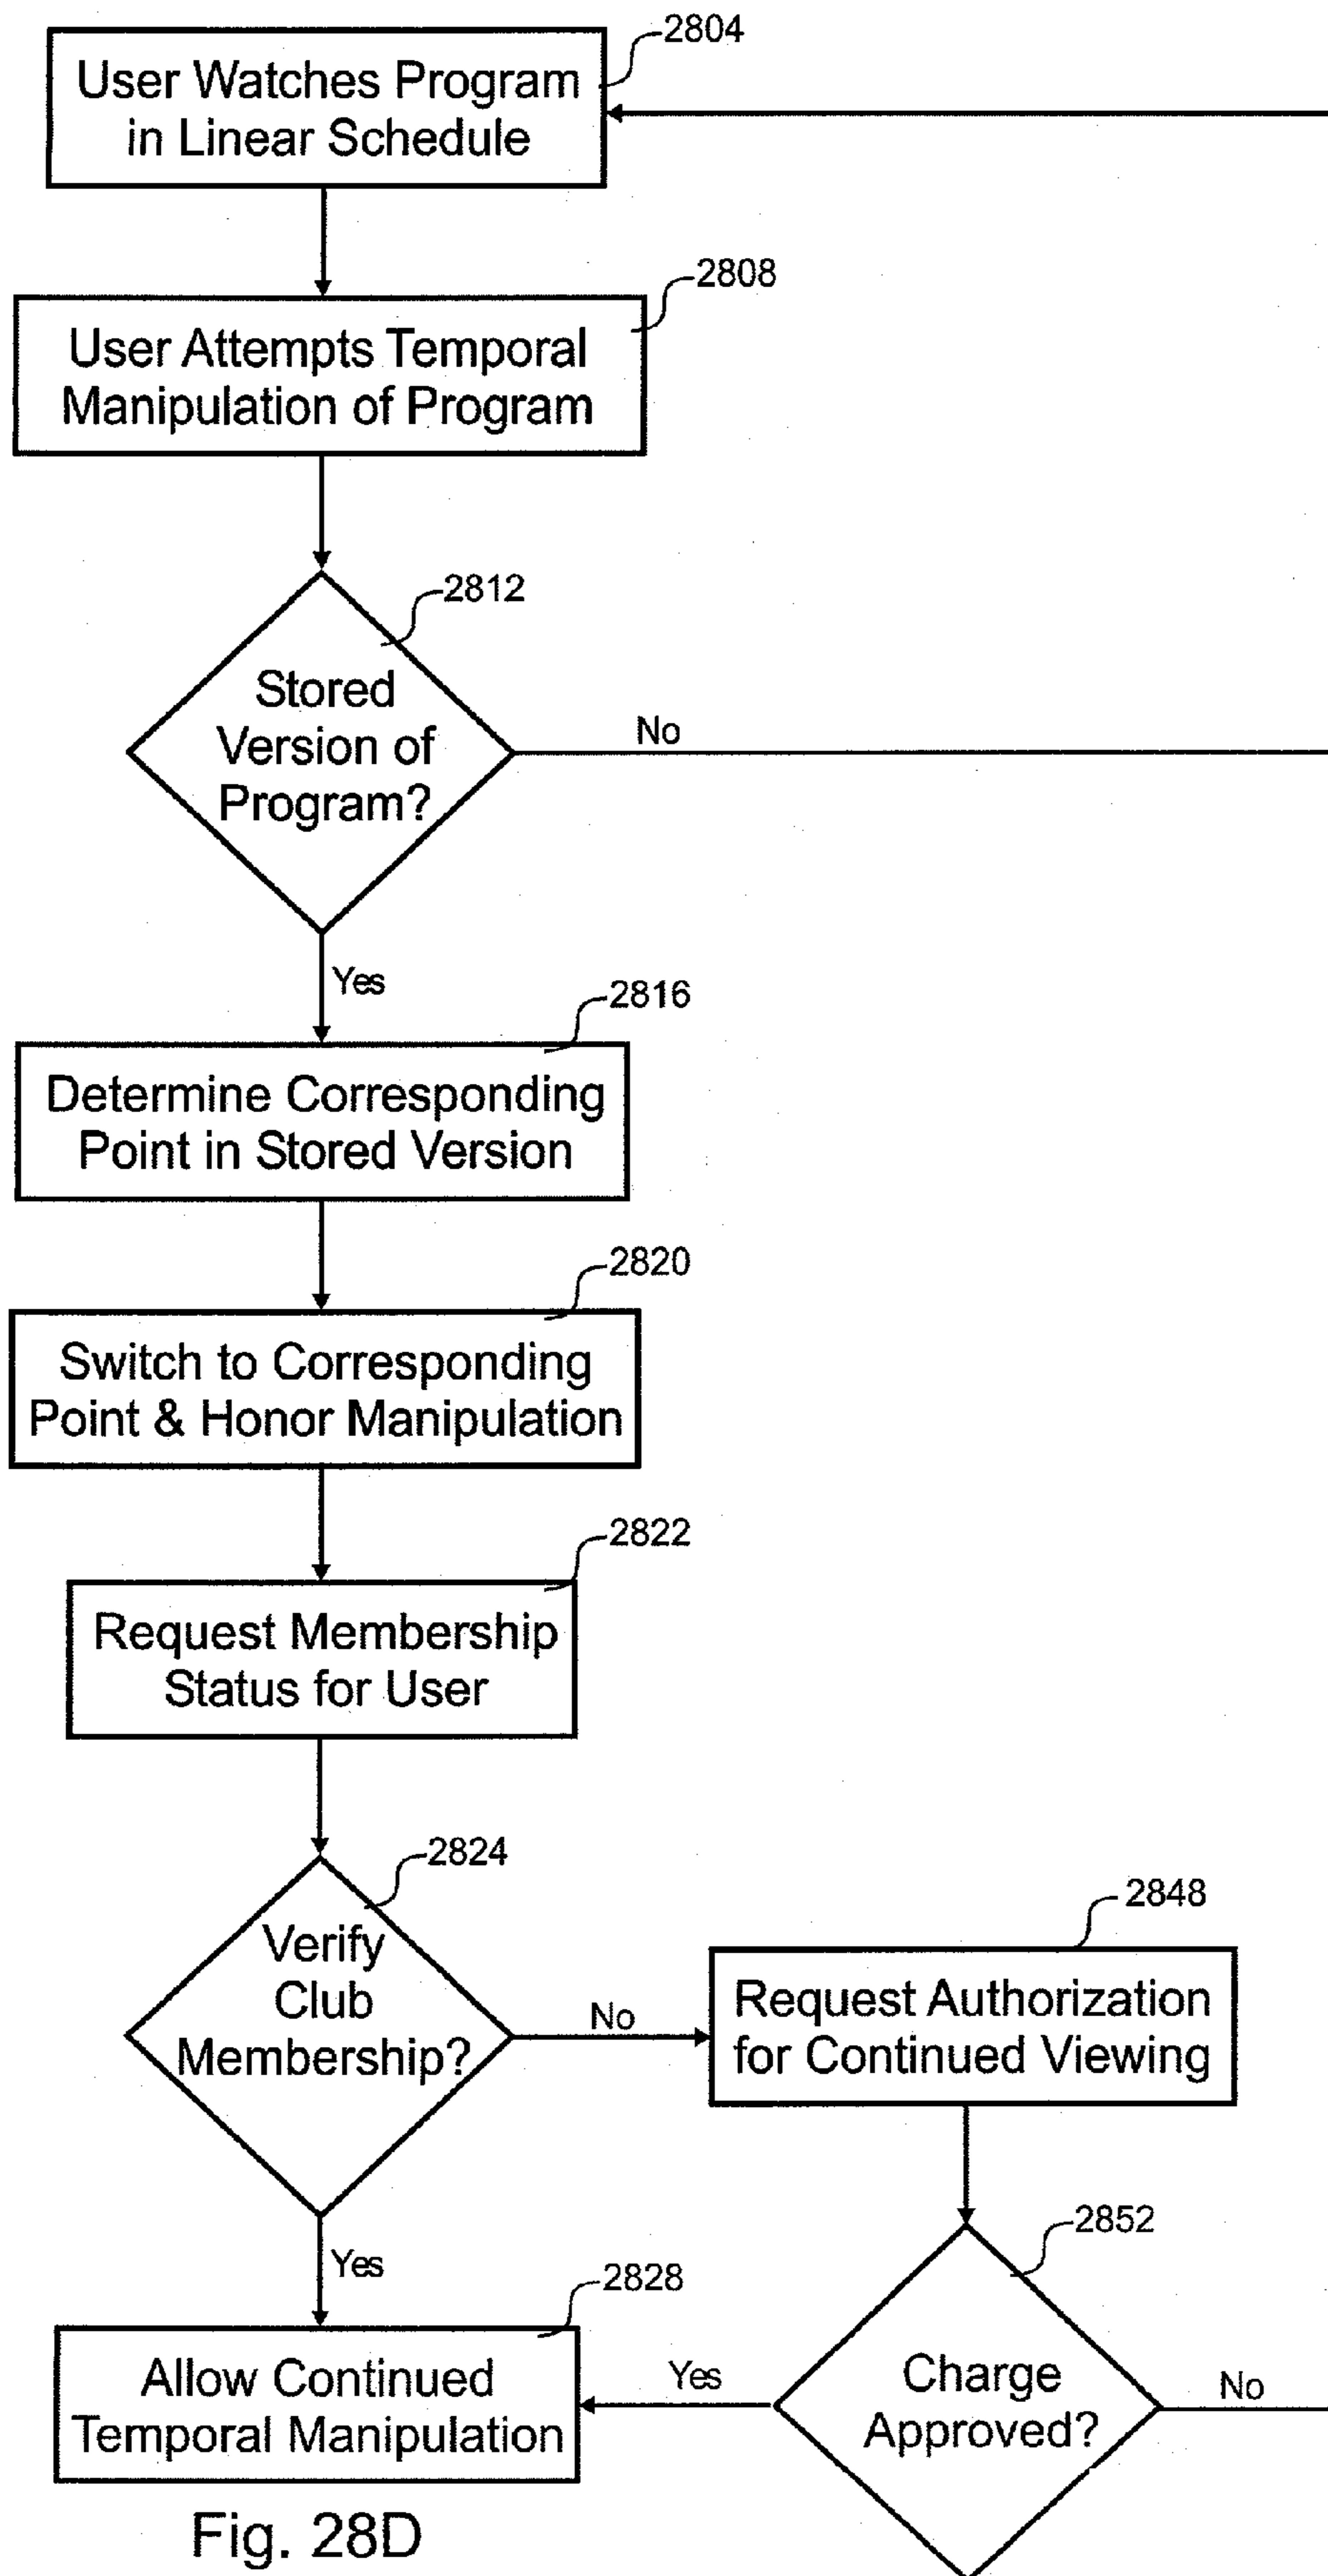 2804
User Watches Program
in Linear Schedule
2808
User Attempts Temporal
Manipulation of Program
2812
Stored
Version of
Program?
No
Yes
2816
Determine Corresponding
Point in Stored Version
2820
Switch to Corresponding
Point & Honor Manipulation
2822
Request Membership
Status for User
2824
Verify
Club
Membership?
No
2848
Request Authorization
for Continued Viewing
Yes
2852
Charge
Approved?
Yes
No
2828
Allow Continued
Temporal Manipulation
Fig. 28D